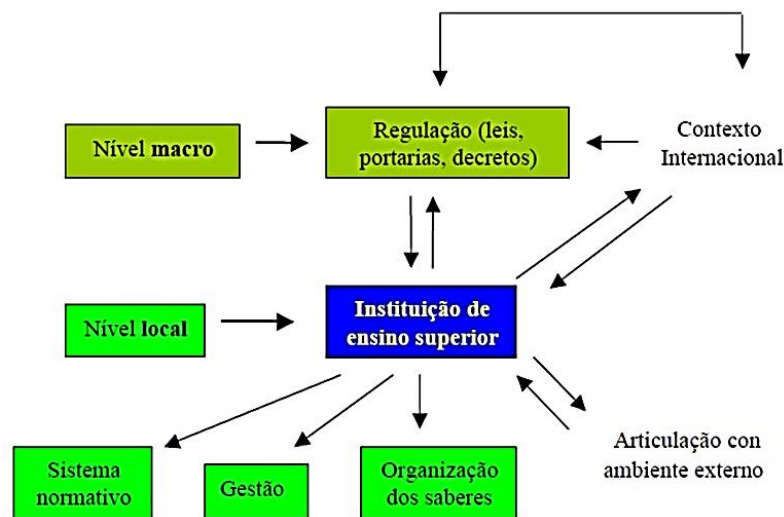 Nível macro
Regulação (leis,
portarias, decretos)
Contexto
Internacional
Nível local
Instituição de
ensino superior
Sistema
normativo
Gestão
Organização
dos saberes
Articulação con
ambiente externo